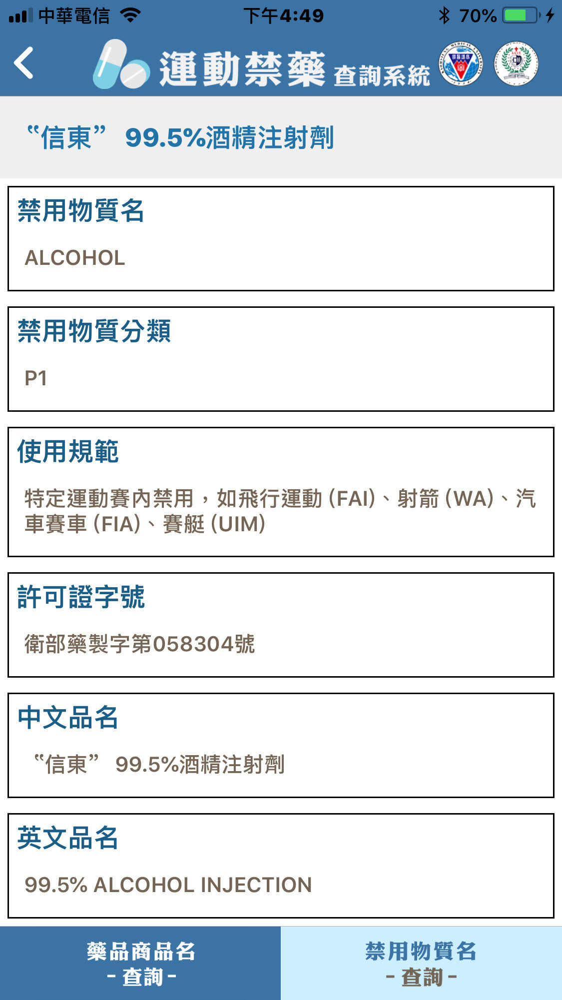 中華電信 下午4:49 70%
運動禁藥 查詢系統
“信東” 99.5%酒精注射劑
禁用物質名
ALCOHOL
禁用物質分類
P1
使用規範
特定運動賽內禁用，如飛行運動 (FAI)、射箭 (WA)、汽
車賽車 (FIA)、賽艇 (UIM)
許可證字號
衛部藥製字第058304號
中文品名
“信東” 99.5%酒精注射劑
英文品名
99.5% ALCOHOL INJECTION
藥品商品名
- 查詢 -
禁用物質名
- 查詢 -